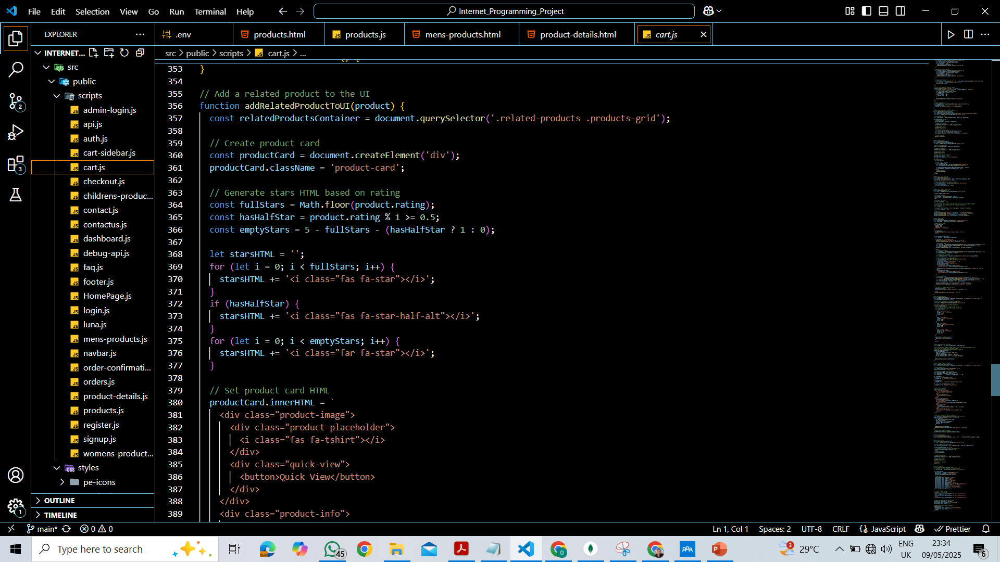 File Edit Selection View Go Run Terminal Help
Internet_Programming_Project
EXPLORER
.env
products.html
products.js
mens-products.html
product-details.html
cart.js
INTERNET...
src > public > scripts > cart.js > ...
src
public
scripts
admin-login.js
api.js
auth.js
cart-sidebar.js
cart.js
checkout.js
childrens-produc...
contact.js
contactus.js
dashboard.js
debug-api.js
faq.js
footer.js
HomePage.js
login.js
luna.js
mens-products.js
navbar.js
order-confirmati...
orders.js
product-details.js
products.js
register.js
signup.js
womens-product...
styles
pe-icons
OUTLINE
TIMELINE
2
3
1
353 }
354
355 // Add a related product to the UI
356 function addRelatedProductToUI(product) {
357 const relatedProductsContainer = document.querySelector('.related-products .products-grid');
358
359 // Create product card
360 const productCard = document.createElement('div');
361 productCard.className = 'product-card';
362
363 // Generate stars HTML based on rating
364 const fullStars = Math.floor(product.rating);
365 const hasHalfStar = product.rating % 1 >= 0.5;
366 const emptyStars = 5 - fullStars - (hasHalfStar ? 1 : 0);
367
368 let starsHTML = '';
369 for (let i = 0; i < fullStars; i++) {
370 starsHTML += '<i class="fas fa-star"></i>';
371 }
372 if (hasHalfStar) {
373 starsHTML += '<i class="fas fa-star-half-alt"></i>';
374 }
375 for (let i = 0; i < emptyStars; i++) {
376 starsHTML += '<i class="far fa-star"></i>';
377 }
378
379 // Set product card HTML
380 productCard.innerHTML = `
381 <div class="product-image">
382 <div class="product-placeholder">
383 <i class="fas fa-tshirt"></i>
384 </div>
385 <div class="quick-view">
386 <button>Quick View</button>
387 </div>
388 </div>
389 <div class="product-info">
main* 0 0
Ln 1, Col 1 Spaces: 2 UTF-8 CRLF JavaScript Prettier
Type here to search
45
3 29°C
ENG
UK
23:34
09/05/2025
6